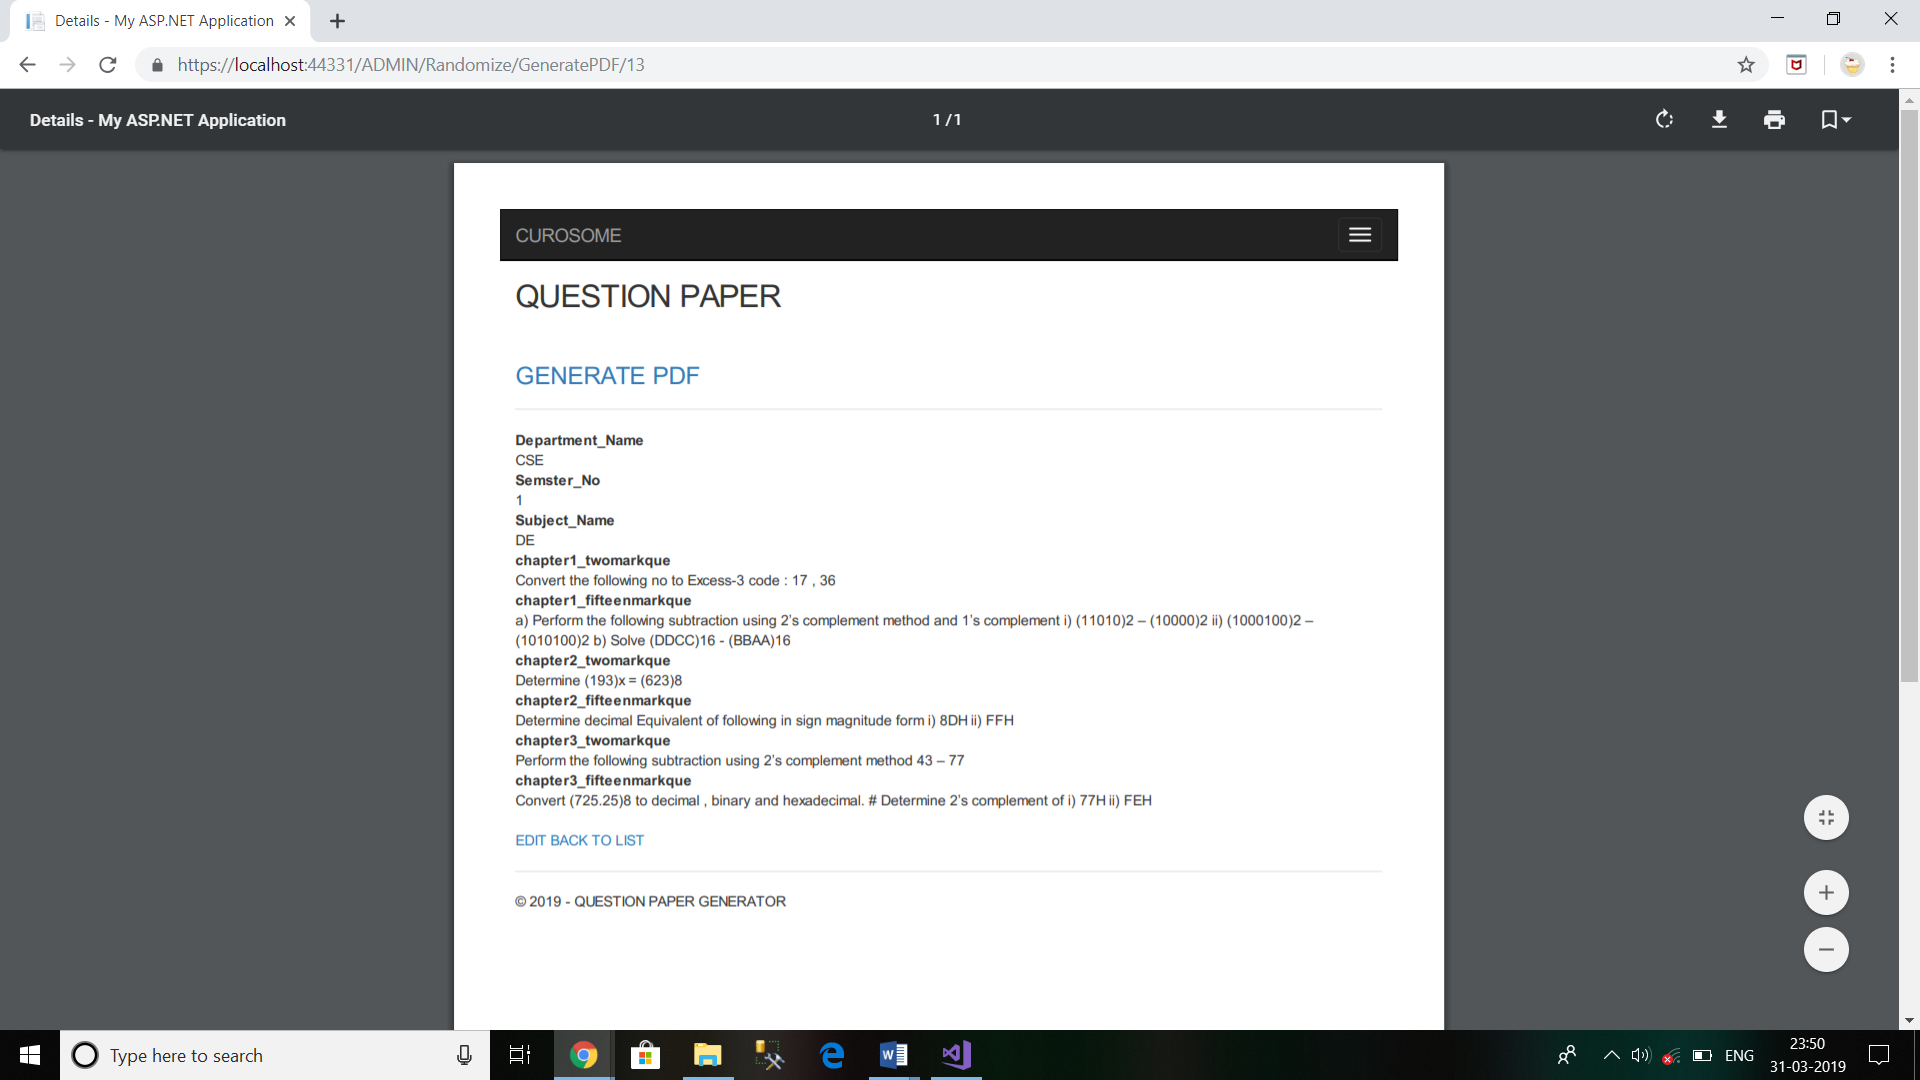 Details - My ASP.NET Application
https://localhost:44331/ADMIN/Randomize/GeneratePDF/13
Details - My ASP.NET Application
1 / 1
CUROSOME
QUESTION PAPER
GENERATE PDF
Department_Name
CSE
Semster_No
1
Subject_Name
DE
chapter1_twomarkque
Convert the following no to Excess-3 code : 17 , 36
chapter1_fifteenmarkque
a) Perform the following subtraction using 2's complement method and 1's complement i) (11010)2 – (10000)2 ii) (1000100)2 –
(1010100)2 b) Solve (DDCC)16 - (BBAA)16
chapter2_twomarkque
Determine (193)x = (623)8
chapter2_fifteenmarkque
Determine decimal Equivalent of following in sign magnitude form i) 8DH ii) FFH
chapter3_twomarkque
Perform the following subtraction using 2's complement method 43 – 77
chapter3_fifteenmarkque
Convert (725.25)8 to decimal , binary and hexadecimal. # Determine 2's complement of i) 77H ii) FEH
EDIT BACK TO LIST
© 2019 - QUESTION PAPER GENERATOR
Type here to search
ENG
23:50
31-03-2019